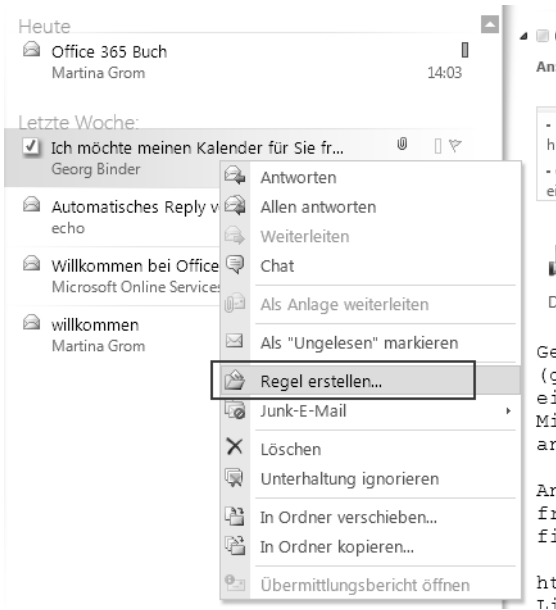 Heute
Office 365 Buch
Martina Grom 14:03
Letzte Woche:
Ich möchte meinen Kalender für Sie fr...
Georg Binder
Automatisches Reply
echo
Willkommen bei Office
Microsoft Online Services
willkommen
Martina Grom
Antworten
Allen antworten
Weiterleiten
Chat
Als Anlage weiterleiten
Als "Ungelesen" markieren
Regel erstellen...
Junk-E-Mail
Löschen
Unterhaltung ignorieren
In Ordner verschieben...
In Ordner kopieren...
Übermittlungsbericht öffnen